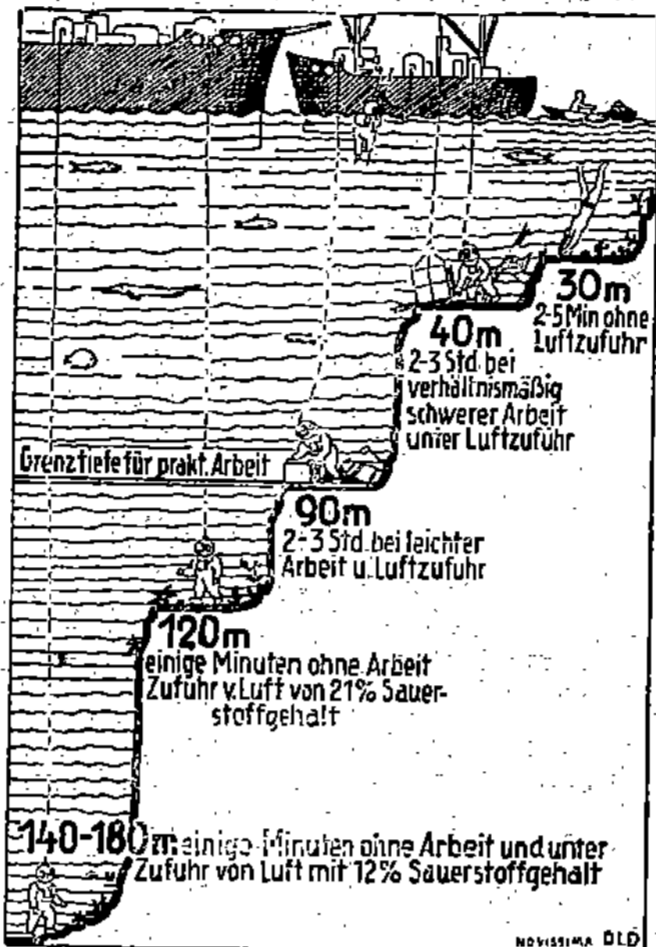 30m
2-5 Min ohne
Luftzufuhr
40m
2-3 Std. bei
verhältnismäßig
schwerer Arbeit
unter Luftzufuhr
Grenztiefe für prakt. Arbeit
90m
2-3 Std. bei leichter
Arbeit u. Luftzufuhr
120m
einige Minuten ohne Arbeit
Zufuhr v. Luft von 21% Sauer-
stoffgehalt
140-180m einige Minuten ohne Arbeit und unter
Zufuhr von Luft mit 12% Sauerstoffgehalt
NOVISSIMA DLD